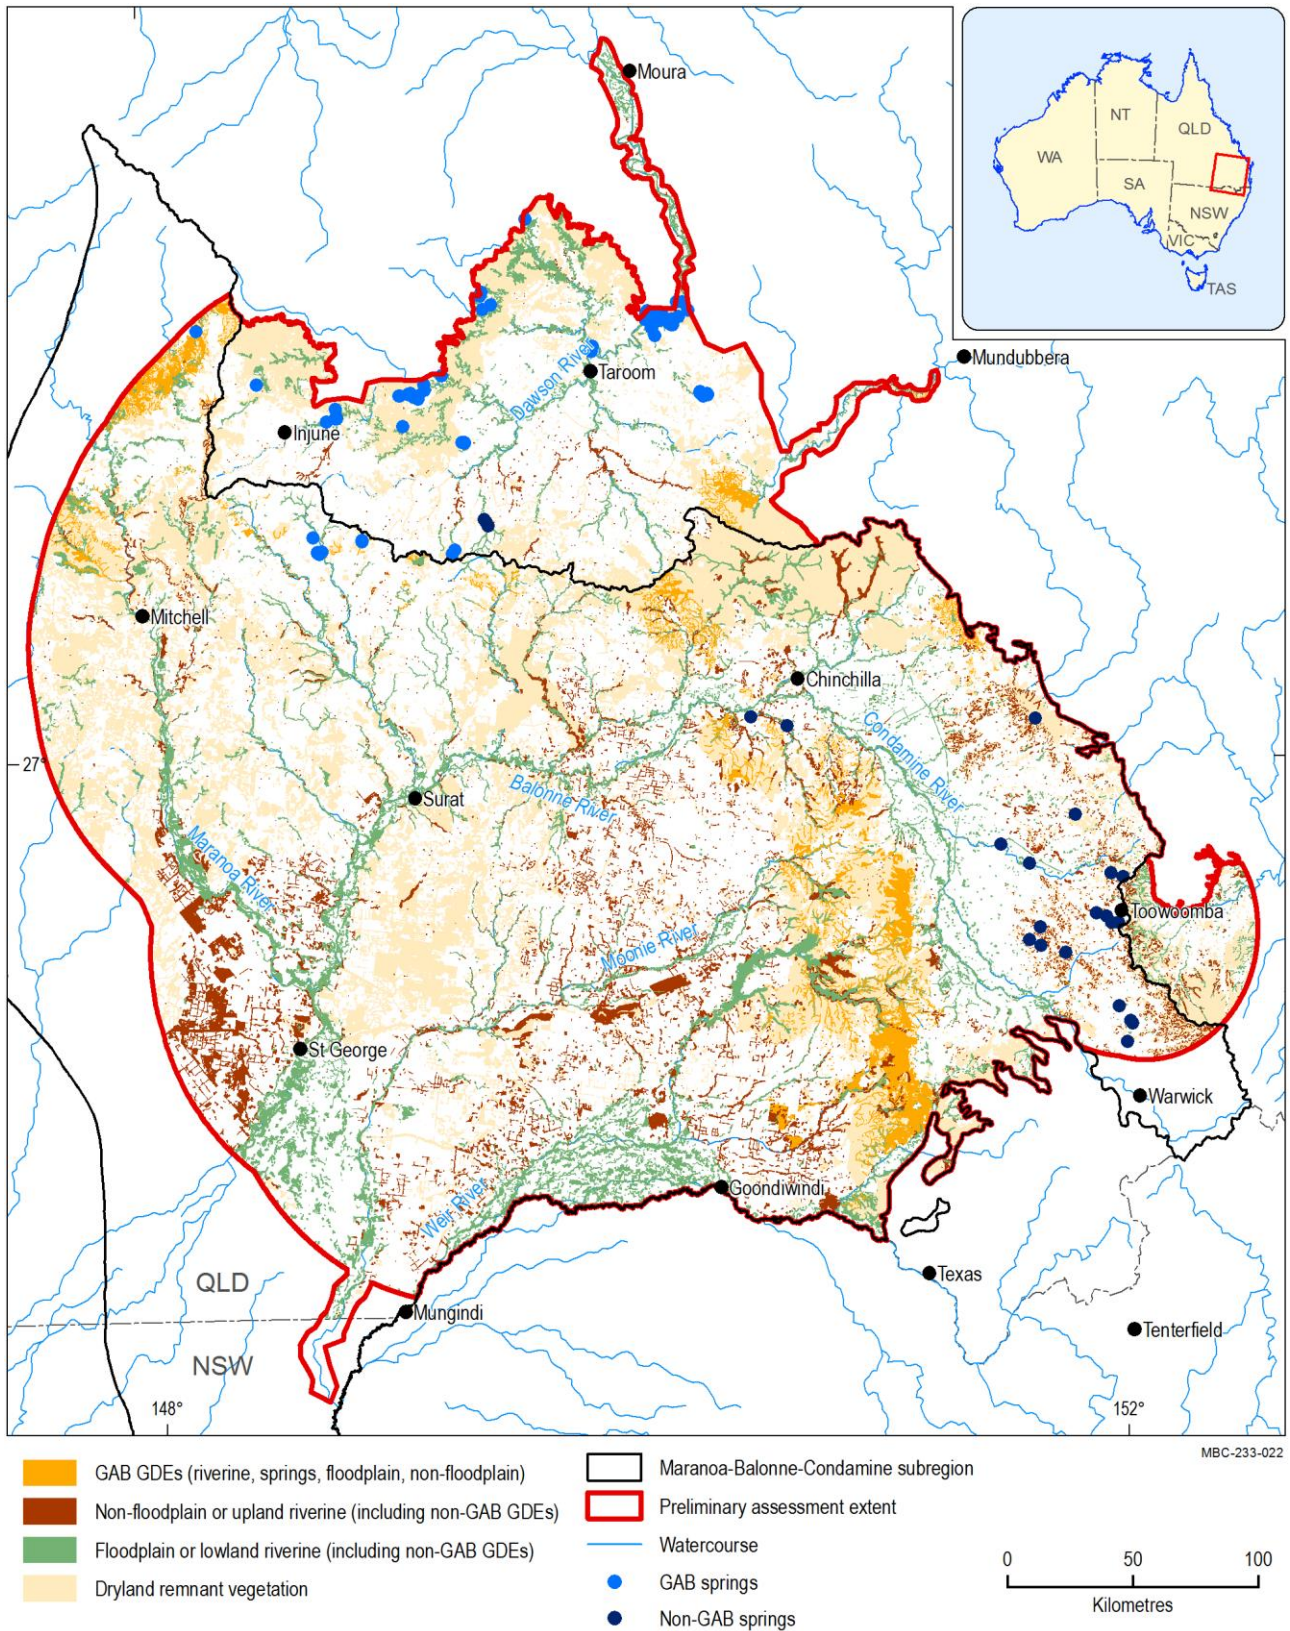 Moura
NT
QLD
WA
SA
NSW
VIC
TAS
Mundubbera
Dawson River
Taroom
Injune
Mitchell
Chinchilla
Condamine River
27°
Surat
Balonne River
Maranoa River
Toowoomba
Moonie River
St George
Warwick
Goondiwindi
Weir River
QLD
Texas
Mungindi
Tenterfield
NSW
148°
152°
MBC-233-022
GAB GDEs (riverine, springs, floodplain, non-floodplain)
Non-floodplain or upland riverine (including non-GAB GDEs)
Floodplain or lowland riverine (including non-GAB GDEs)
Dryland remnant vegetation
Maranoa-Balonne-Condamine subregion
Preliminary assessment extent
Watercourse
GAB springs
Non-GAB springs
0 50 100
Kilometres